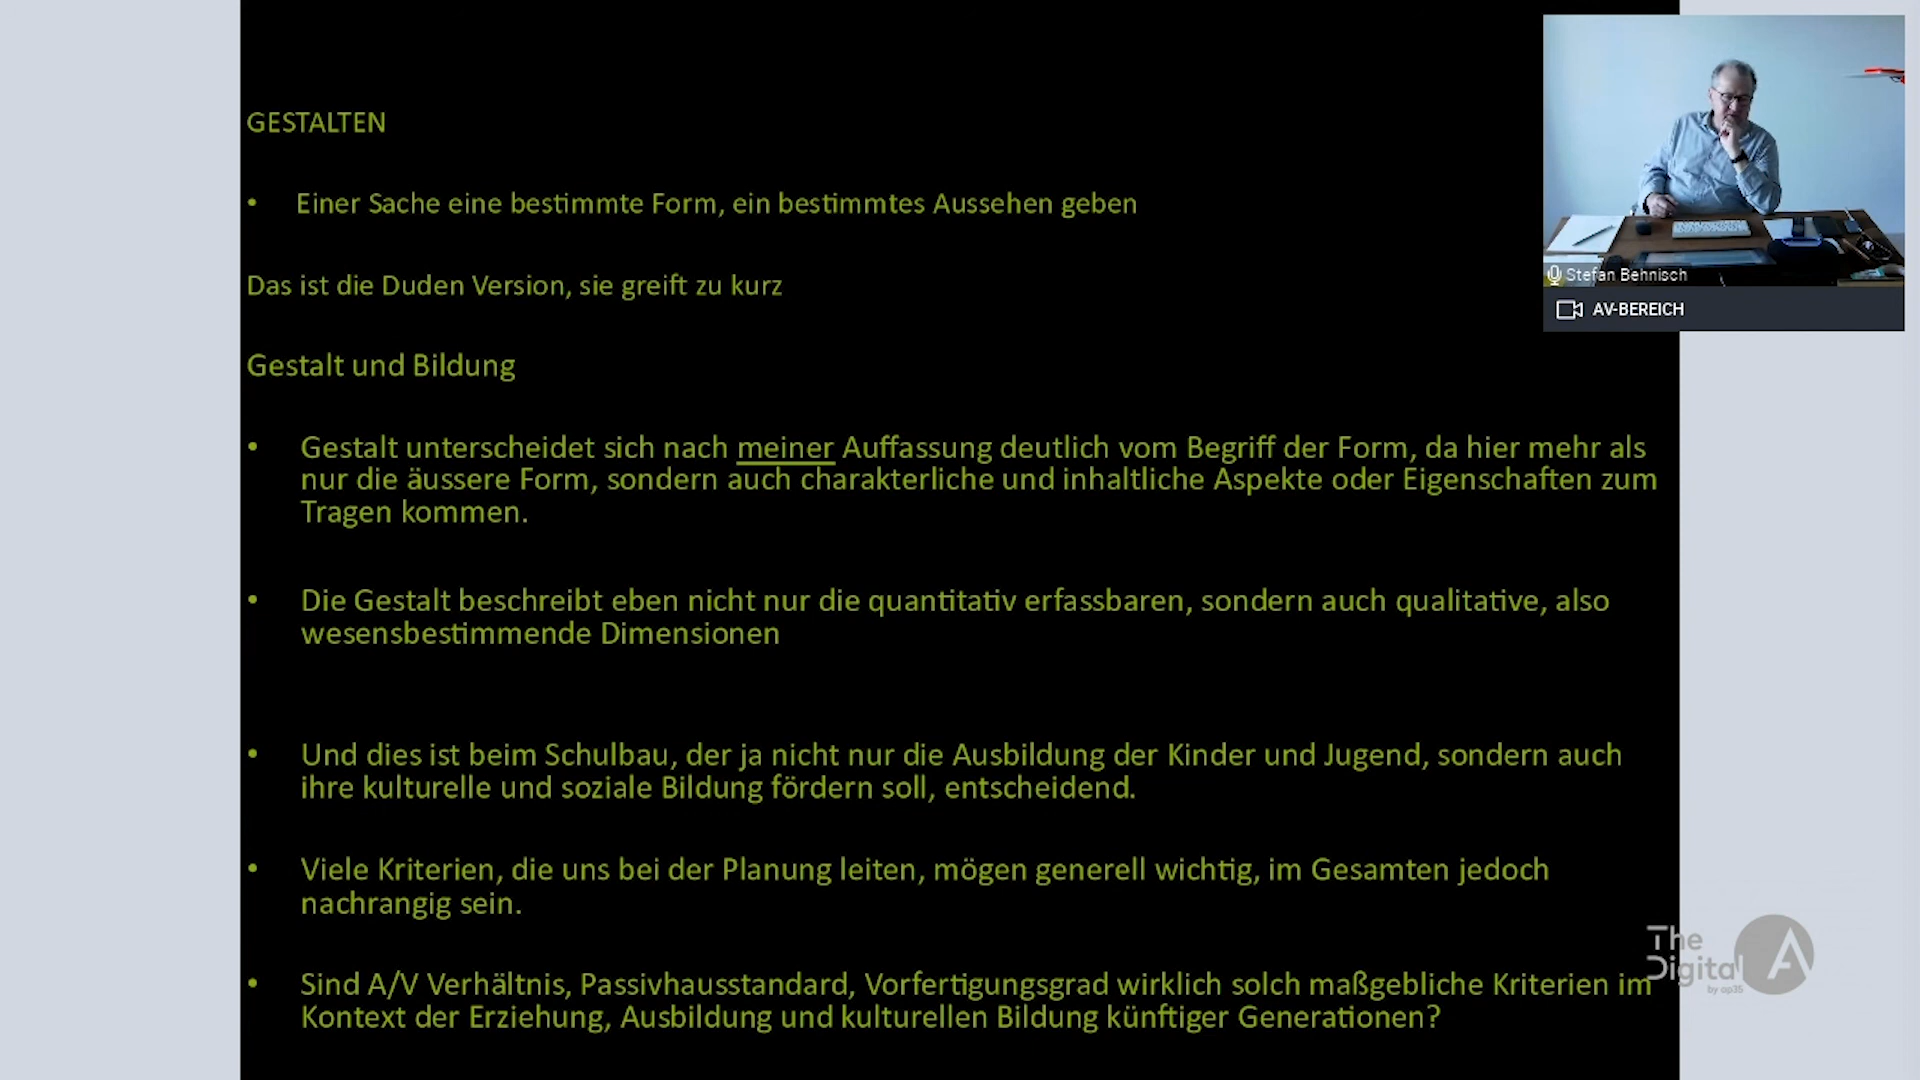 GESTALTEN
• Einer Sache eine bestimmte Form, ein bestimmtes Aussehen geben
Das ist die Duden Version, sie greift zu kurz
Gestalt und Bildung
• Gestalt unterscheidet sich nach meiner Auffassung deutlich vom Begriff der Form, da hier mehr als
nur die äussere Form, sondern auch charakterliche und inhaltliche Aspekte oder Eigenschaften zum
Tragen kommen.
• Die Gestalt beschreibt eben nicht nur die quantitativ erfassbaren, sondern auch qualitative, also
wesensbestimmende Dimensionen
• Und dies ist beim Schulbau, der ja nicht nur die Ausbildung der Kinder und Jugend, sondern auch
ihre kulturelle und soziale Bildung fördern soll, entscheidend.
• Viele Kriterien, die uns bei der Planung leiten, mögen generell wichtig, im Gesamten jedoch
nachrangig sein.
• Sind A/V Verhältnis, Passivhausstandard, Vorfertigungsgrad wirklich solch maßgebliche Kriterien im
Kontext der Erziehung, Ausbildung und kulturellen Bildung künftiger Generationen?
Stefan Behnisch
AV-BEREICH
The
Digital A
by ap35